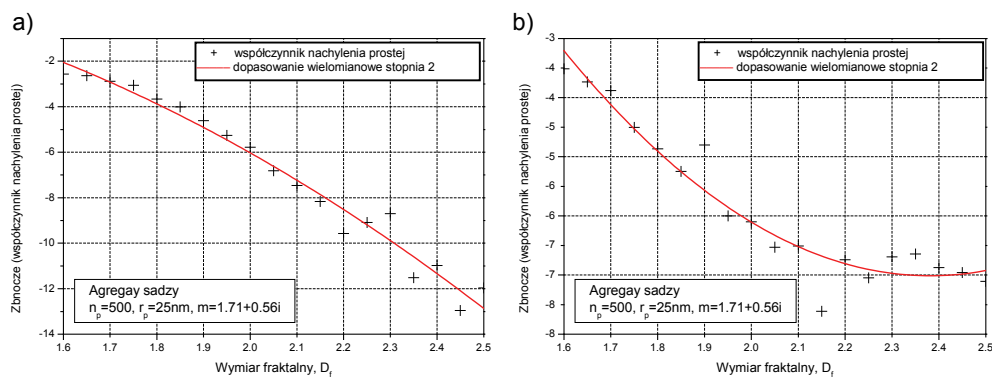 a)
Zbnocze (współczynnik nachylenia prostej)
-2
-4
-6
-8
-10
-12
-14
+ współczynnik nachylenia prostej
dopasowanie wielomianowe stopnia 2
Agregay sadzy
n_p=500, r_p=25nm, m=1.71+0.56i
1.6 1.7 1.8 1.9 2.0 2.1 2.2 2.3 2.4 2.5
Wymiar fraktalny, D_f
b)
Zbnocze (współczynnik nachylenia prostej)
-3
-4
-5
-6
-7
-8
+ współczynnik nachylenia prostej
dopasowanie wielomianowe stopnia 2
Agregay sadzy
n_p=500, r_p=25nm, m=1.71+0.56i
1.6 1.7 1.8 1.9 2.0 2.1 2.2 2.3 2.4 2.5
Wymiar fraktalny, D_f